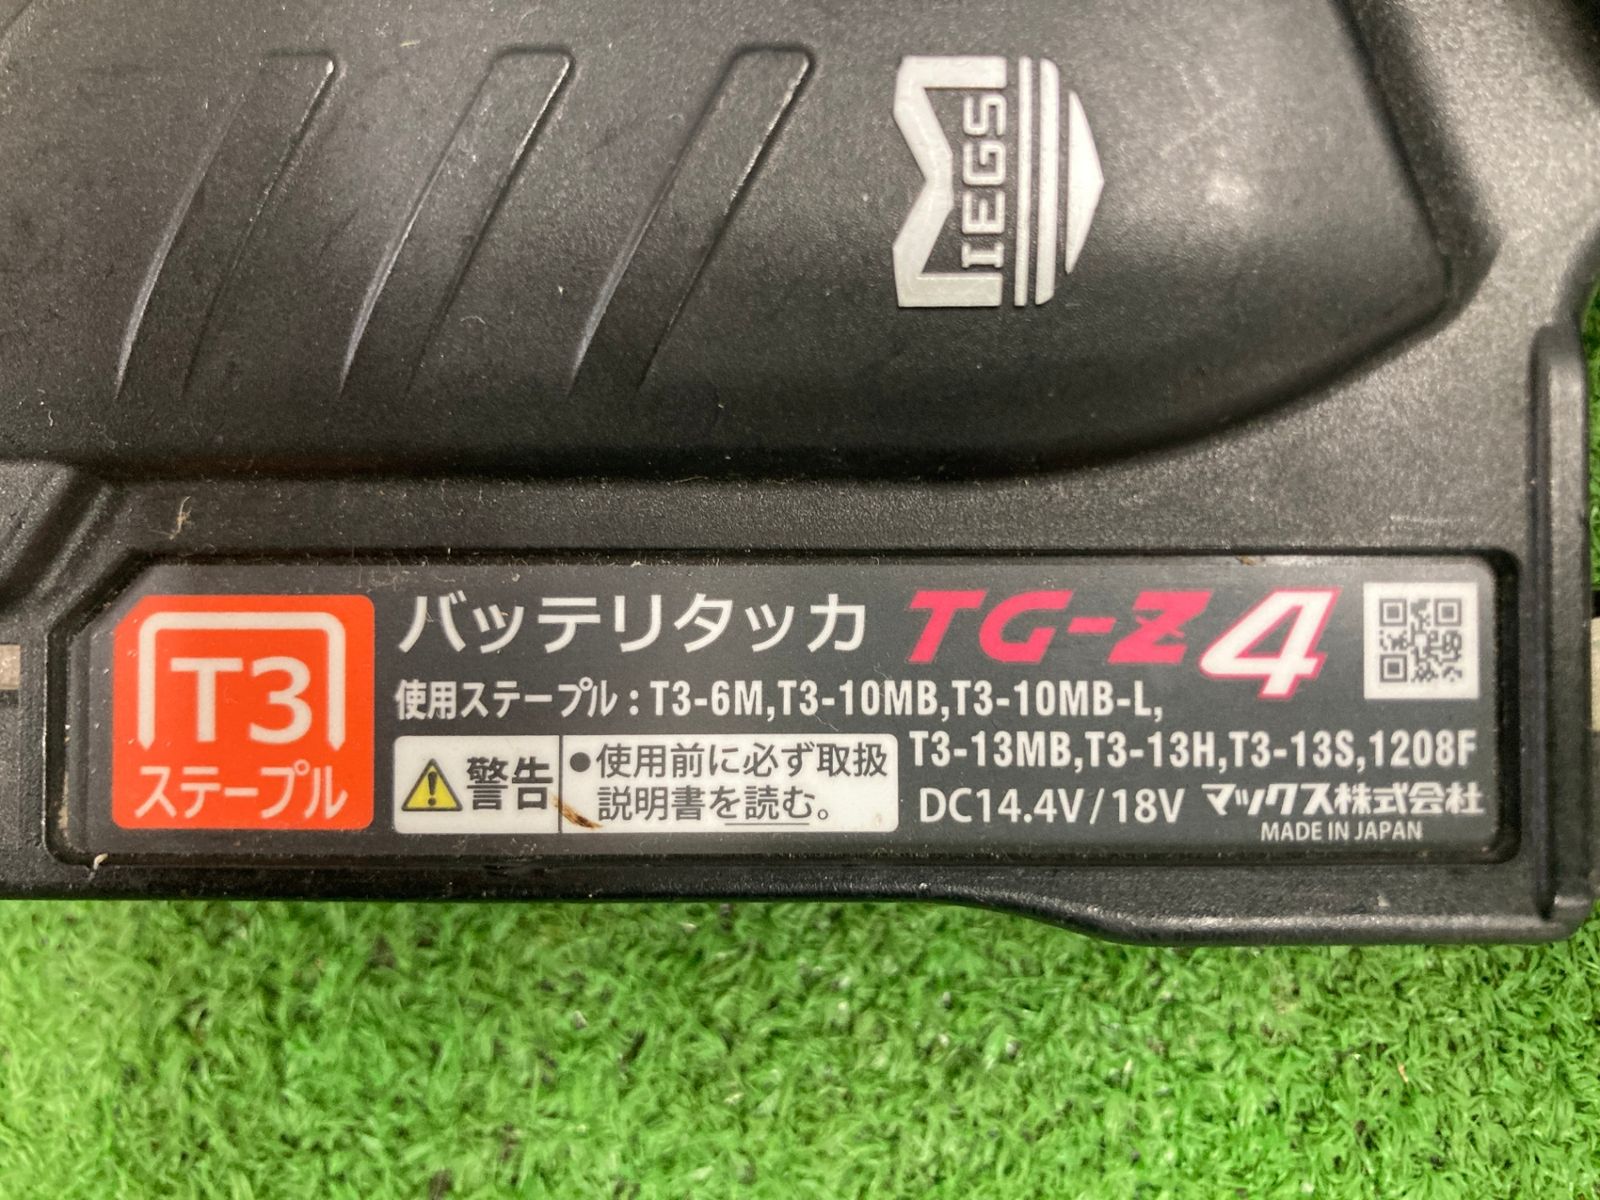 MIEGS
T3
ステープル
バッテリタッカ TG-Z4
使用ステープル：T3-6M,T3-10MB,T3-10MB-L,
T3-13MB,T3-13H,T3-13S,1208F
警告
●使用前に必ず取扱
説明書を読む。
DC14.4V/18V マックス株式会社
MADE IN JAPAN